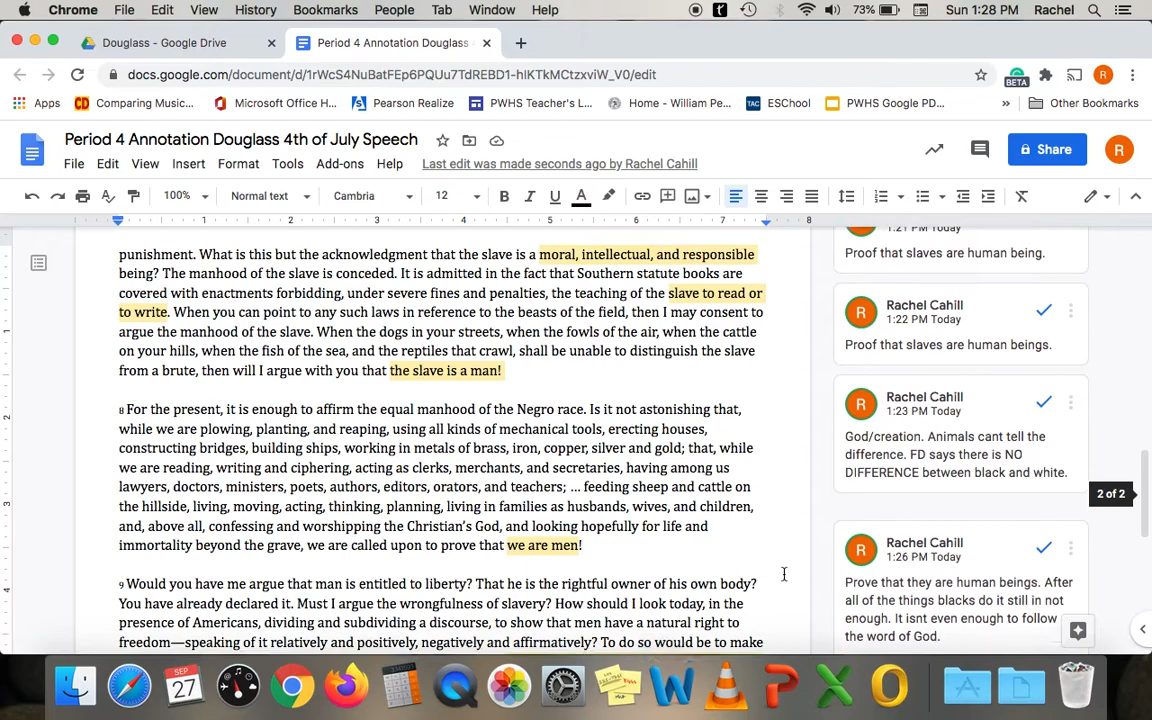 Chrome File Edit View History Bookmarks People Tab Window Help 73% Sun 1:28 PM Rachel
Douglass - Google Drive Period 4 Annotation Douglass
docs.google.com/document/d/1rWcS4NuBatFEp6PQUu7TdREBD1-hIKTkMCtzxviW_V0/edit R BETA R
Apps Comparing Music... Microsoft Office H... Pearson Realize PWHS Teacher's L... Home - William Pe... TAC ESchool PWHS Google PD... » Other Bookmarks
Period 4 Annotation Douglass 4th of July Speech
File Edit View Insert Format Tools Add-ons Help Last edit was made seconds ago by Rachel Cahill Share R
100% Normal text Cambria 12 B I U A
1 2 3 4 5 6 7 8
punishment. What is this but the acknowledgment that the slave is a moral, intellectual, and responsible
being? The manhood of the slave is conceded. It is admitted in the fact that Southern statute books are
covered with enactments forbidding, under severe fines and penalties, the teaching of the slave to read or
to write. When you can point to any such laws in reference to the beasts of the field, then I may consent to
argue the manhood of the slave. When the dogs in your streets, when the fowls of the air, when the cattle
on your hills, when the fish of the sea, and the reptiles that crawl, shall be unable to distinguish the slave
from a brute, then will I argue with you that the slave is a man!
8 For the present, it is enough to affirm the equal manhood of the Negro race. Is it not astonishing that,
while we are plowing, planting, and reaping, using all kinds of mechanical tools, erecting houses,
constructing bridges, building ships, working in metals of brass, iron, copper, silver and gold; that, while
we are reading, writing and ciphering, acting as clerks, merchants, and secretaries, having among us
lawyers, doctors, ministers, poets, authors, editors, orators, and teachers; ... feeding sheep and cattle on
the hillside, living, moving, acting, thinking, planning, living in families as husbands, wives, and children,
and, above all, confessing and worshipping the Christian's God, and looking hopefully for life and
immortality beyond the grave, we are called upon to prove that we are men!
9 Would you have me argue that man is entitled to liberty? That he is the rightful owner of his own body?
You have already declared it. Must I argue the wrongfulness of slavery? How should I look today, in the
presence of Americans, dividing and subdividing a discourse, to show that men have a natural right to
freedom—speaking of it relatively and positively, negatively and affirmatively? To do so would be to make
1:21 PM Today
Proof that slaves are human being.
R Rachel Cahill
1:22 PM Today
Proof that slaves are human beings.
R Rachel Cahill
1:23 PM Today
God/creation. Animals cant tell the
difference. FD says there is NO
DIFFERENCE between black and white.
2 of 2
R Rachel Cahill
1:26 PM Today
Prove that they are human beings. After
all of the things blacks do it still in not
enough. It isnt even enough to follow
the word of God.
1
2
3
4
SEP
27